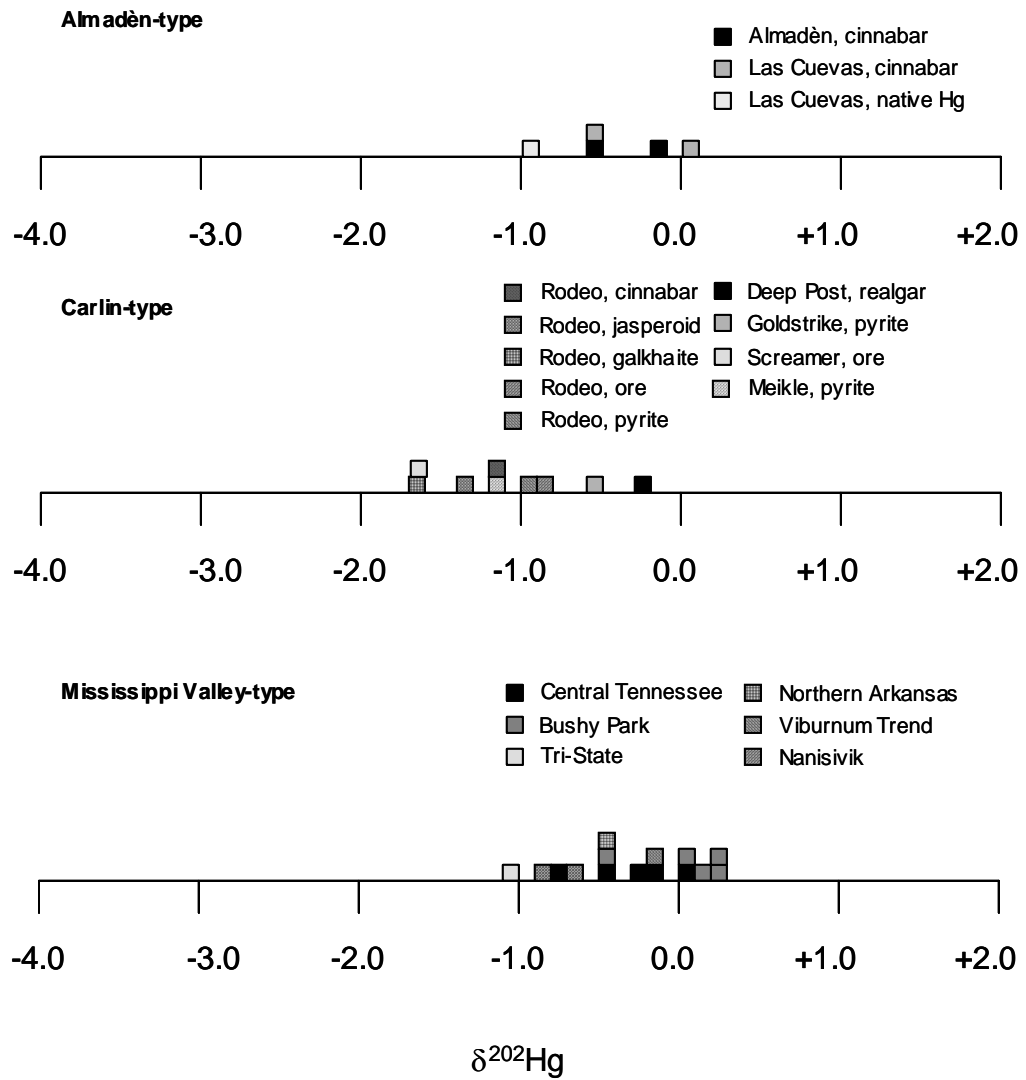 Almadèn-type
Almadèn, cinnabar
Las Cuevas, cinnabar
Las Cuevas, native Hg
-4.0 -3.0 -2.0 -1.0 0.0 +1.0 +2.0
Carlin-type
Rodeo, cinnabar Deep Post, realgar
Rodeo, jasperoid Goldstrike, pyrite
Rodeo, galkhaite Screamer, ore
Rodeo, ore Meikle, pyrite
Rodeo, pyrite
-4.0 -3.0 -2.0 -1.0 0.0 +1.0 +2.0
Mississippi Valley-type
Central Tennessee Northern Arkansas
Bushy Park Viburnum Trend
Tri-State Nanisivik
-4.0 -3.0 -2.0 -1.0 0.0 +1.0 +2.0
δ²⁰²Hg